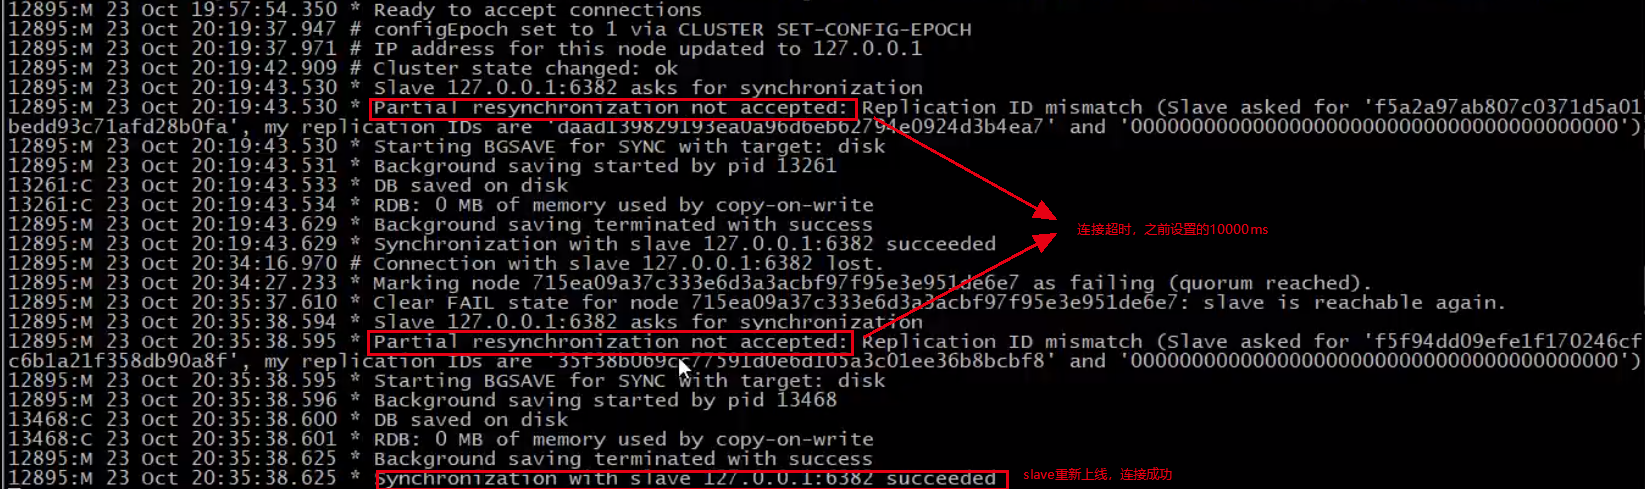 12895:M 23 Oct 19:57:54.350 * Ready to accept connections
12895:M 23 Oct 20:19:37.947 # configEpoch set to 1 via CLUSTER SET-CONFIG-EPOCH
12895:M 23 Oct 20:19:37.971 # IP address for this node updated to 127.0.0.1
12895:M 23 Oct 20:19:42.909 # Cluster state changed: ok
12895:M 23 Oct 20:19:43.530 * Slave 127.0.0.1:6382 asks for synchronization
12895:M 23 Oct 20:19:43.530 * Partial resynchronization not accepted: Replication ID mismatch (Slave asked for 'f5a2a97ab807c0371d5a01
bedd93c71afd28b0fa', my replication IDs are 'daad139829193ea0a96d6eb62794e0924d3b4ea7' and '0000000000000000000000000000000000000000')
12895:M 23 Oct 20:19:43.530 * Starting BGSAVE for SYNC with target: disk
12895:M 23 Oct 20:19:43.531 * Background saving started by pid 13261
13261:C 23 Oct 20:19:43.533 * DB saved on disk
13261:C 23 Oct 20:19:43.534 * RDB: 0 MB of memory used by copy-on-write
12895:M 23 Oct 20:19:43.629 * Background saving terminated with success
12895:M 23 Oct 20:19:43.629 * Synchronization with slave 127.0.0.1:6382 succeeded
连接超时，之前设置的10000ms
12895:M 23 Oct 20:34:16.970 # Connection with slave 127.0.0.1:6382 lost.
12895:M 23 Oct 20:34:27.233 * Marking node 715ea09a37c333e6d3a3acbf97f95e3e951de6e7 as failing (quorum reached).
12895:M 23 Oct 20:35:37.610 * Clear FAIL state for node 715ea09a37c333e6d3a3acbf97f95e3e951de6e7: slave is reachable again.
12895:M 23 Oct 20:35:38.594 * Slave 127.0.0.1:6382 asks for synchronization
12895:M 23 Oct 20:35:38.595 * Partial resynchronization not accepted: Replication ID mismatch (Slave asked for 'f5f94dd09efe1f170246cf
c6b1a21f358db90a8f', my replication IDs are and '0000000000000000000000000000000000000000')
12895:M 23 Oct 20:35:38.595 * Starting BGSAVE for SYNC with target: disk
12895:M 23 Oct 20:35:38.596 * Background saving started by pid 13468
13468:C 23 Oct 20:35:38.600 * DB saved on disk
13468:C 23 Oct 20:35:38.601 * RDB: 0 MB of memory used by copy-on-write
12895:M 23 Oct 20:35:38.625 * Background saving terminated with success
12895:M 23 Oct 20:35:38.625 * Synchronization with slave 127.0.0.1:6382 succeeded
slave重新上线，连接成功